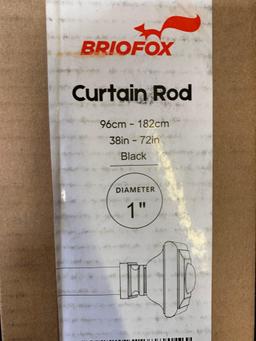 BRIOFOX
Curtain Rod
96cm - 182cm
38in - 72in
Black
DIAMETER
1"